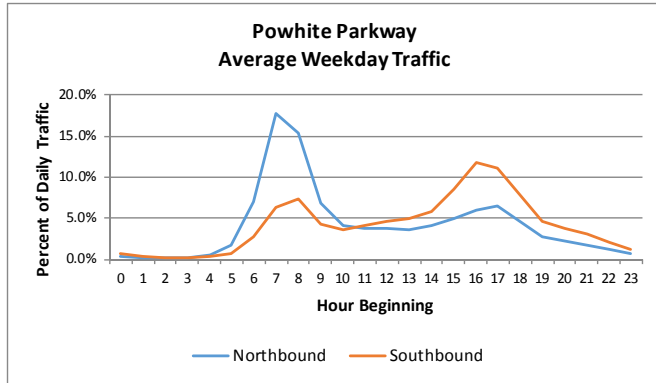 Powhite Parkway
Average Weekday Traffic
Percent of Daily Traffic
20.0%
15.0%
10.0%
5.0%
0.0%
0 1 2 3 4 5 6 7 8 9 10 11 12 13 14 15 16 17 18 19 20 21 22 23
Hour Beginning
Northbound Southbound